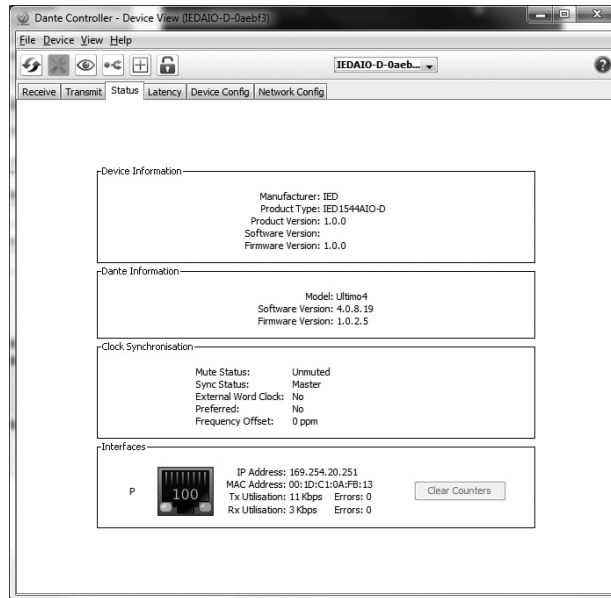 Dante Controller - Device View (IEDAIO-D-0aebf3)
File Device View Help
IEDAIO-D-0aeb...
Receive Transmit Status Latency Device Config Network Config
Device Information
Manufacturer: IED
Product Type: IED1544AIO-D
Product Version: 1.0.0
Software Version:
Firmware Version: 1.0.0
Dante Information
Model: Ultimo4
Software Version: 4.0.8.19
Firmware Version: 1.0.2.5
Clock Synchronisation
Mute Status: Unmuted
Sync Status: Master
External Word Clock: No
Preferred: No
Frequency Offset: 0 ppm
Interfaces
P
100
IP Address: 169.254.20.251
MAC Address: 00:1D:C1:0A:FB:13
Tx Utilisation: 11 Kbps Errors: 0
Rx Utilisation: 3 Kbps Errors: 0
Clear Counters